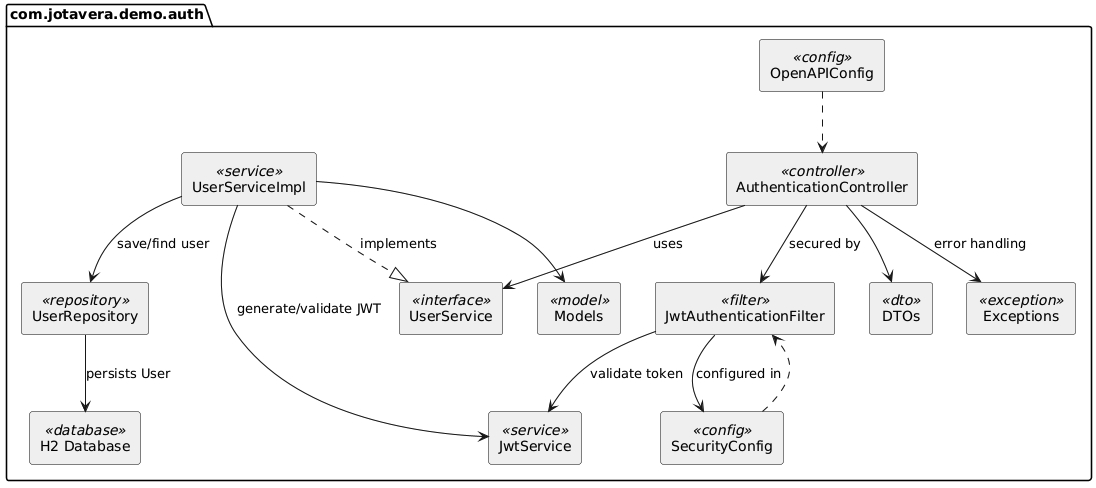 com.jotavera.demo.auth
«config»
OpenAPIConfig
«service»
UserServiceImpl
«controller»
AuthenticationController
save/find user
implements
uses
secured by
error handling
«repository»
UserRepository
generate/validate JWT
«interface»
UserService
«model»
Models
«filter»
JwtAuthenticationFilter
«dto»
DTOs
«exception»
Exceptions
persists User
validate token
configured in
«database»
H2 Database
«service»
JwtService
«config»
SecurityConfig